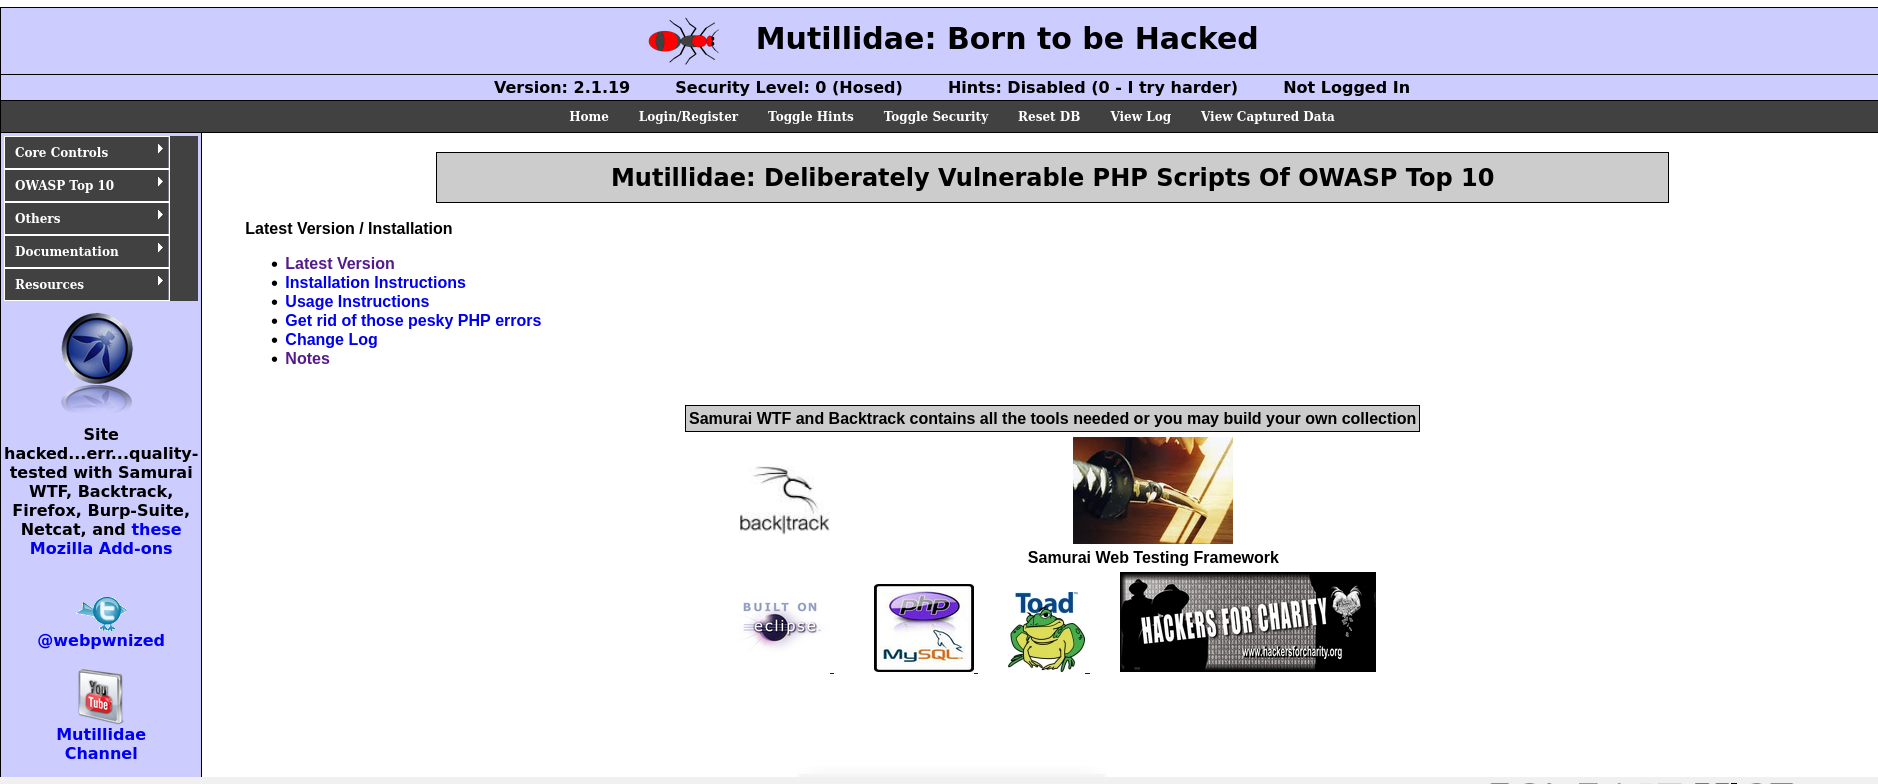 Mutillidae: Born to be Hacked
Version: 2.1.19 Security Level: 0 (Hosed) Hints: Disabled (0 - I try harder) Not Logged In
Home Login/Register Toggle Hints Toggle Security Reset DB View Log View Captured Data
Core Controls
OWASP Top 10
Others
Documentation
Resources
Site
hacked...err...quality-
tested with Samurai
WTF, Backtrack,
Firefox, Burp-Suite,
Netcat, and these
Mozilla Add-ons
@webpwnized
You
Tube
Mutillidae
Channel
Mutillidae: Deliberately Vulnerable PHP Scripts Of OWASP Top 10
Latest Version / Installation
Latest Version
Installation Instructions
Usage Instructions
Get rid of those pesky PHP errors
Change Log
Notes
Samurai WTF and Backtrack contains all the tools needed or you may build your own collection
back|track
Samurai Web Testing Framework
BUILT ON
eclipse
php
MySQL
Toad
HACKERS FOR CHARITY
www.hackersforcharity.org